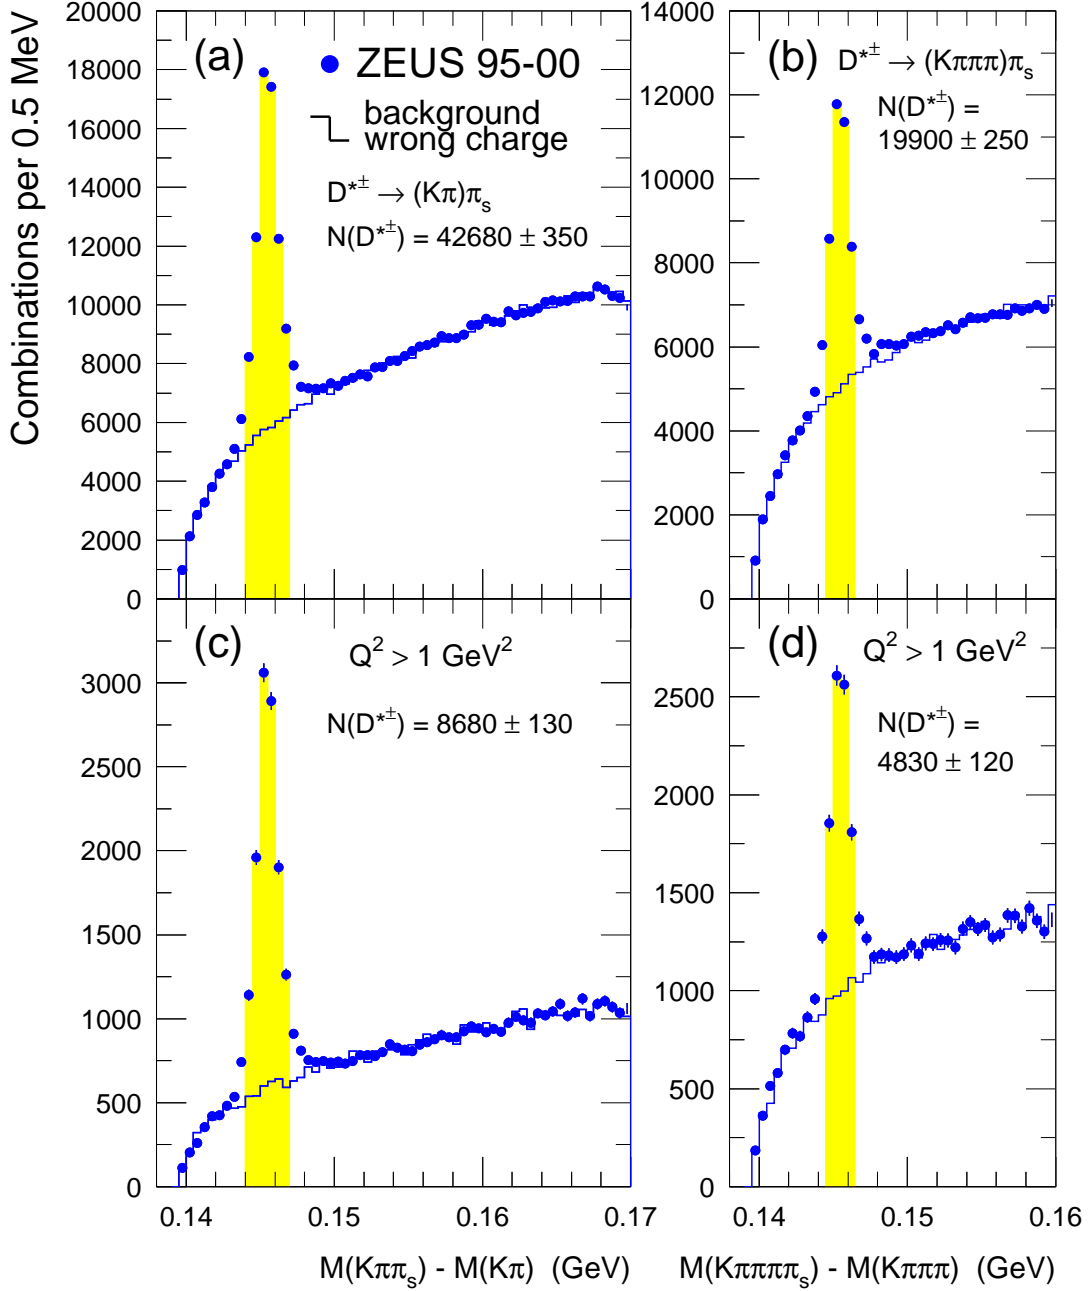 Combinations per 0.5 MeV
20000
18000
16000
14000
12000
10000
8000
6000
4000
2000
0
(a)
ZEUS 95-00
background
wrong charge
D*± → (Kπ)πs
N(D*±) = 42680 ± 350
14000
12000
10000
8000
6000
4000
2000
0
(b)
D*± → (Kπππ)πs
N(D*±) =
19900 ± 250
3000
2500
2000
1500
1000
500
0
(c)
Q² > 1 GeV²
N(D*±) = 8680 ± 130
0.14 0.15 0.16 0.17
M(Kππs) - M(Kπ) (GeV)
2500
2000
1500
1000
500
0
(d)
Q² > 1 GeV²
N(D*±) =
4830 ± 120
0.14 0.15 0.16
M(Kππππs) - M(Kπππ) (GeV)